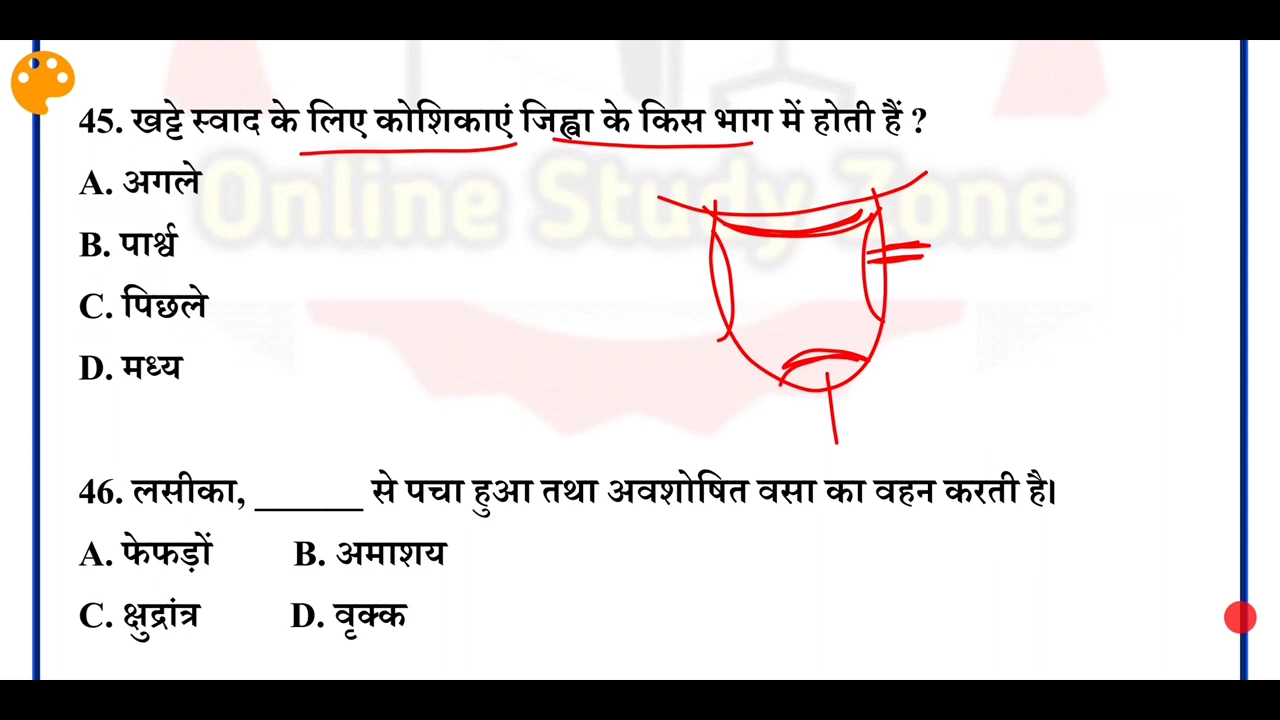 45. खट्टे स्वाद के लिए कोशिकाएं जिह्वा के किस भाग में होती हैं ?
A. अगले
B. पार्श्व
C. पिछले
D. मध्य
Online Study Zone
46. लसीका, ______ से पचा हुआ तथा अवशोषित वसा का वहन करती है।
A. फेफड़ों B. अमाशय
C. क्षुद्रांत्र D. वृक्क